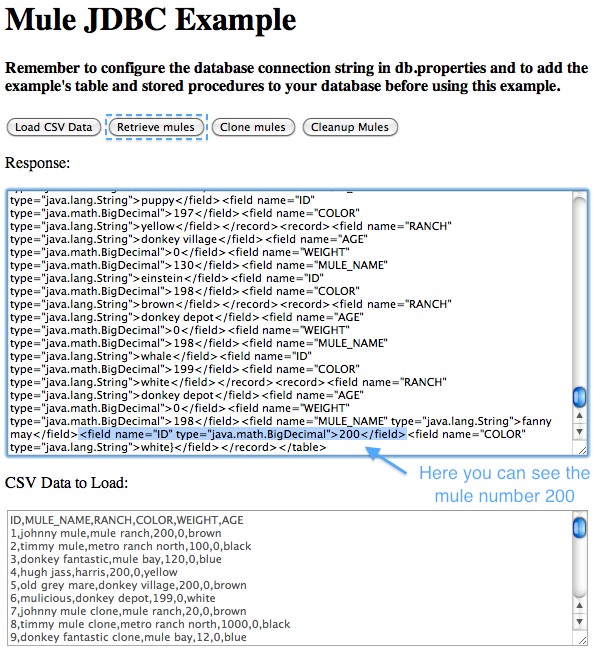 Mule JDBC Example
Remember to configure the database connection string in db.properties and to add the
example's table and stored procedures to your database before using this example.
Load CSV Data Retrieve mules Clone mules Cleanup Mules
Response:
type="java.lang.String">puppy</field><field name="ID"
type="java.math.BigDecimal">197</field><field name="COLOR"
type="java.lang.String">yellow</field></record><record><field name="RANCH"
type="java.lang.String">donkey village</field><field name="AGE"
type="java.math.BigDecimal">0</field><field name="WEIGHT"
type="java.math.BigDecimal">130</field><field name="MULE_NAME"
type="java.lang.String">einstein</field><field name="ID"
type="java.math.BigDecimal">198</field><field name="COLOR"
type="java.lang.String">brown</field></record><record><field name="RANCH"
type="java.lang.String">donkey depot</field><field name="AGE"
type="java.math.BigDecimal">0</field><field name="WEIGHT"
type="java.math.BigDecimal">198</field><field name="MULE_NAME"
type="java.lang.String">whale</field><field name="ID"
type="java.math.BigDecimal">199</field><field name="COLOR"
type="java.lang.String">white</field></record><record><field name="RANCH"
type="java.lang.String">donkey depot</field><field name="AGE"
type="java.math.BigDecimal">0</field><field name="WEIGHT"
type="java.math.BigDecimal">198</field><field name="MULE_NAME" type="java.lang.String">fanny
may</field><field name="ID" type="java.math.BigDecimal">200</field><field name="COLOR"
type="java.lang.String">white}</field></record></table>
Here you can see the
mule number 200
CSV Data to Load:
ID,MULE_NAME,RANCH,COLOR,WEIGHT,AGE
1,johnny mule,mule ranch,200,0,brown
2,timmy mule,metro ranch north,100,0,black
3,donkey fantastic,mule bay,120,0,blue
4,hugh jass,harris,200,0,yellow
5,old grey mare,donkey village,200,0,brown
6,mulicious,donkey depot,199,0,white
7,johnny mule clone,mule ranch,20,0,brown
8,timmy mule clone,metro ranch north,1000,0,black
9,donkey fantastic clone,mule bay,12,0,blue